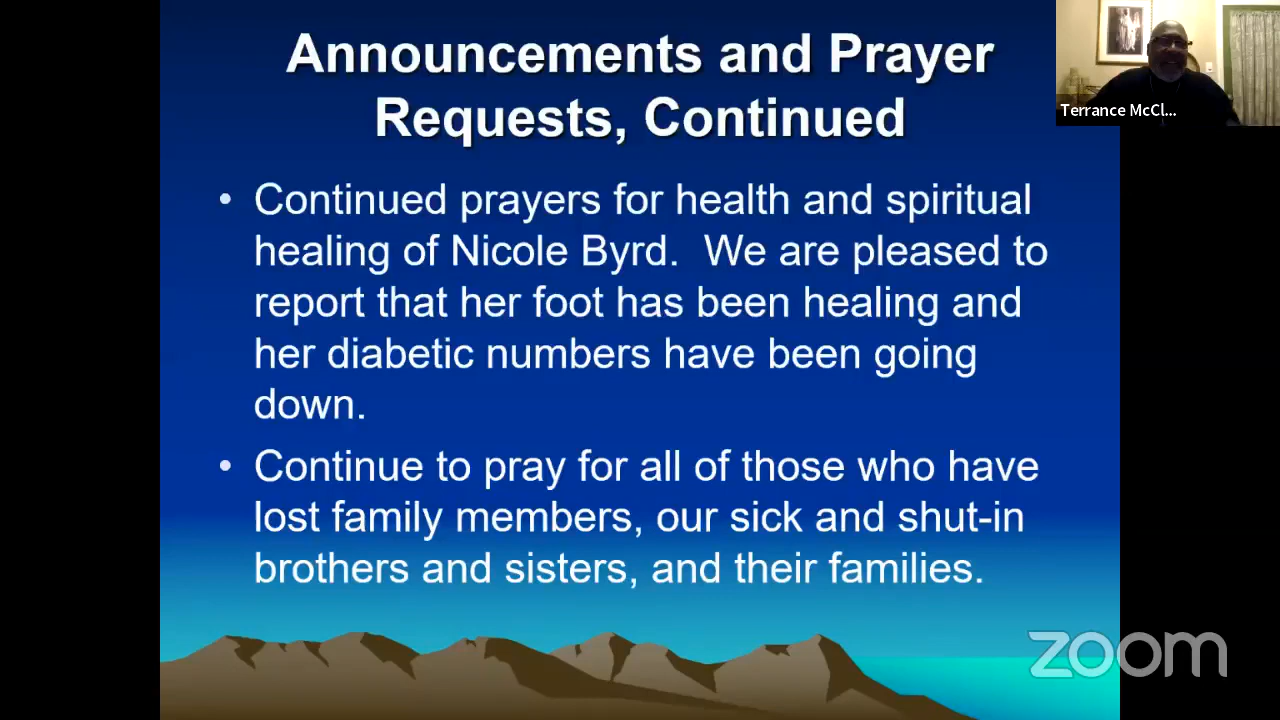 Announcements and Prayer
Requests, Continued
Terrance McCl...
• Continued prayers for health and spiritual
healing of Nicole Byrd.  We are pleased to
report that her foot has been healing and
her diabetic numbers have been going
down.
• Continue to pray for all of those who have
lost family members, our sick and shut-in
brothers and sisters, and their families.
zoom